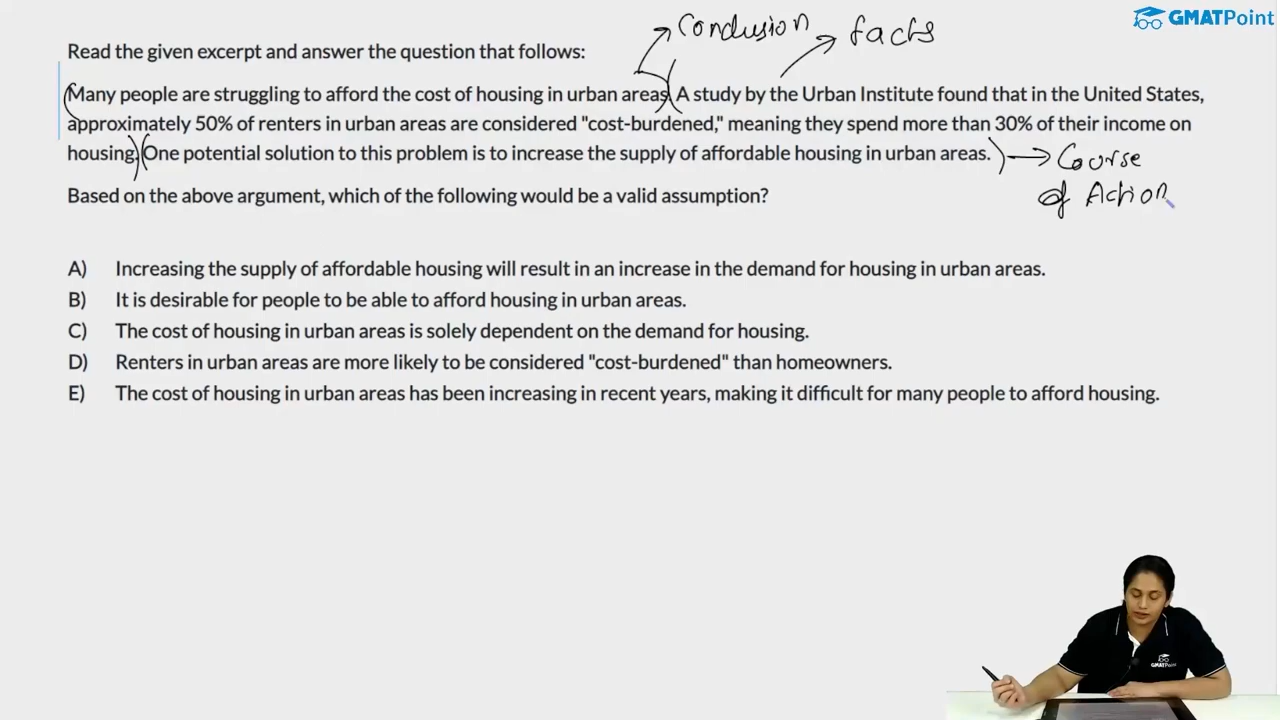 GMATPoint
Conclusion
facts
Read the given excerpt and answer the question that follows:
Many people are struggling to afford the cost of housing in urban areas. A study by the Urban Institute found that in the United States,
approximately 50% of renters in urban areas are considered "cost-burdened," meaning they spend more than 30% of their income on
housing. One potential solution to this problem is to increase the supply of affordable housing in urban areas.
Course
of Action
Based on the above argument, which of the following would be a valid assumption?
A) Increasing the supply of affordable housing will result in an increase in the demand for housing in urban areas.
B) It is desirable for people to be able to afford housing in urban areas.
C) The cost of housing in urban areas is solely dependent on the demand for housing.
D) Renters in urban areas are more likely to be considered "cost-burdened" than homeowners.
E) The cost of housing in urban areas has been increasing in recent years, making it difficult for many people to afford housing.
GMATPoint